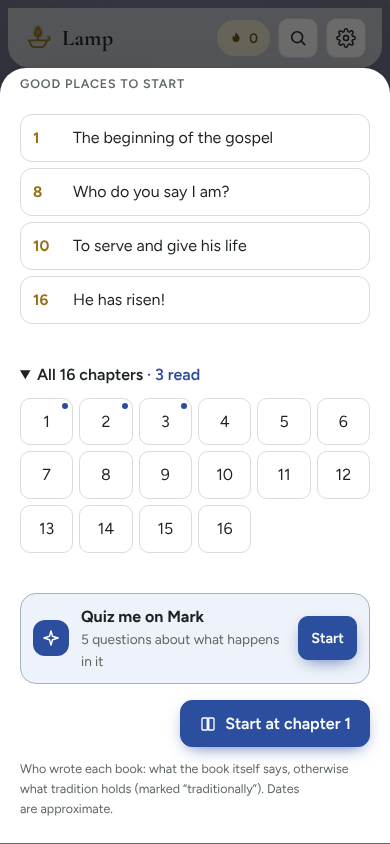 Lamp
0
GOOD PLACES TO START
1 The beginning of the gospel
8 Who do you say I am?
10 To serve and give his life
16 He has risen!
▼ All 16 chapters · 3 read
1 2 3 4 5 6
7 8 9 10 11 12
13 14 15 16
Quiz me on Mark
5 questions about what happens
in it
Start
Start at chapter 1
Who wrote each book: what the book itself says, otherwise
what tradition holds (marked “traditionally”). Dates
are approximate.